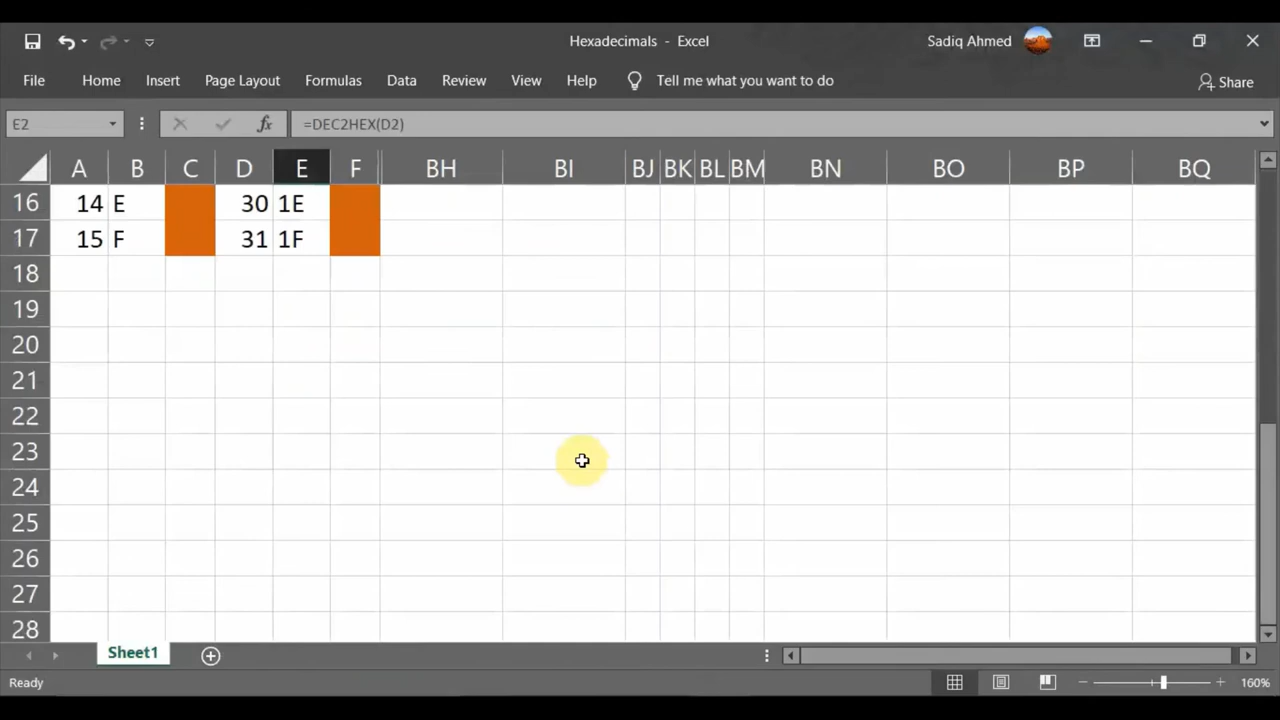 Hexadecimals - Excel
Sadiq Ahmed
File Home Insert Page Layout Formulas Data Review View Help Tell me what you want to do Share
E2 fx =DEC2HEX(D2)
A B C D E F BH BI BJ BK BL BM BN BO BP BQ
16 14 E 30 1E
17 15 F 31 1F
18
19
20
21
22
23
24
25
26
27
28
Sheet1
Ready 160%